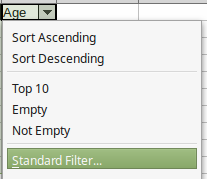 Age
Sort Ascending
Sort Descending
Top 10
Empty
Not Empty
Standard Filter...